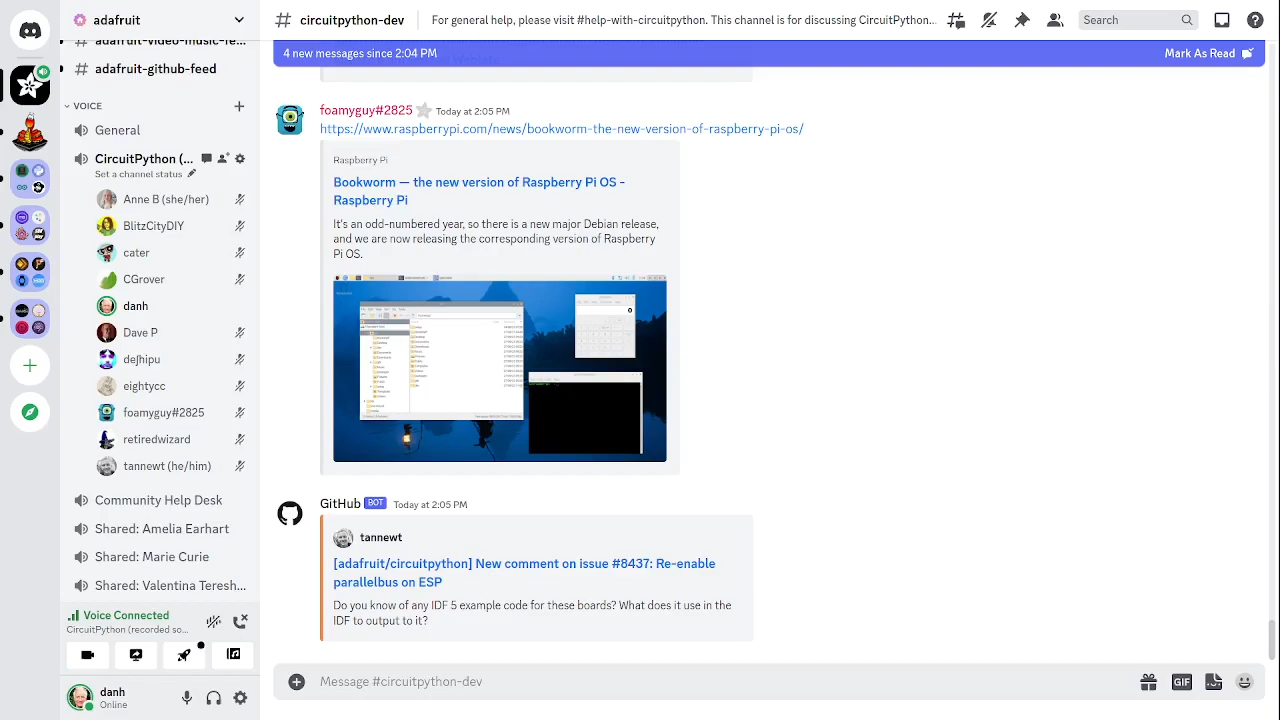 adafruit
adafruit-video-music-fe...
adafruit-github-feed
VOICE
General
CircuitPython (...
Set a channel status
Anne B (she/her)
BlitzCityDIY
cater
CGrover
danh
DavidG
deʃhipu
eightycc
foamyguy#2825
retiredwizard
tannewt (he/him)
Community Help Desk
Shared: Amelia Earhart
Shared: Marie Curie
Shared: Valentina Teresh...
Voice Connected
CircuitPython (recorded so...
danh
Online
circuitpython-dev
For general help, please visit #help-with-circuitpython. This channel is for discussing CircuitPython...
Search
4 new messages since 2:04 PM
Mark As Read
foamyguy#2825 Today at 2:05 PM
https://www.raspberrypi.com/news/bookworm-the-new-version-of-raspberry-pi-os/
Raspberry Pi
Bookworm — the new version of Raspberry Pi OS -
Raspberry Pi
It's an odd-numbered year, so there is a new major Debian release,
and we are now releasing the corresponding version of Raspberry
Pi OS.
GitHub BOT Today at 2:05 PM
tannewt
[adafruit/circuitpython] New comment on issue #8437: Re-enable
parallelbus on ESP
Do you know of any IDF 5 example code for these boards? What does it use in the
IDF to output to it?
Message #circuitpython-dev
GIF